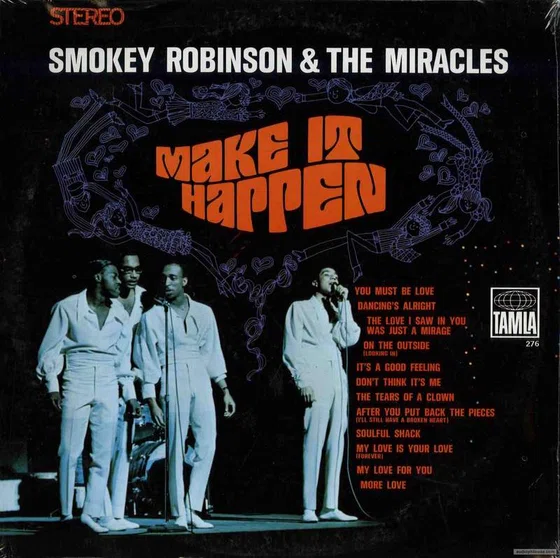 STEREO
SMOKEY ROBINSON & THE MIRACLES
MAKE IT
HAPPEN
YOU MUST BE LOVE
DANCING'S ALRIGHT
THE LOVE I SAW IN YOU
WAS JUST A MIRAGE
ON THE OUTSIDE
(LOOKING IN)
IT'S A GOOD FEELING
DON'T THINK IT'S ME
THE TEARS OF A CLOWN
AFTER YOU PUT BACK THE PIECES
(I'LL STILL HAVE A BROKEN HEART)
SOULFUL SHACK
MY LOVE IS YOUR LOVE
(FOREVER)
MY LOVE FOR YOU
MORE LOVE
TAMLA
276